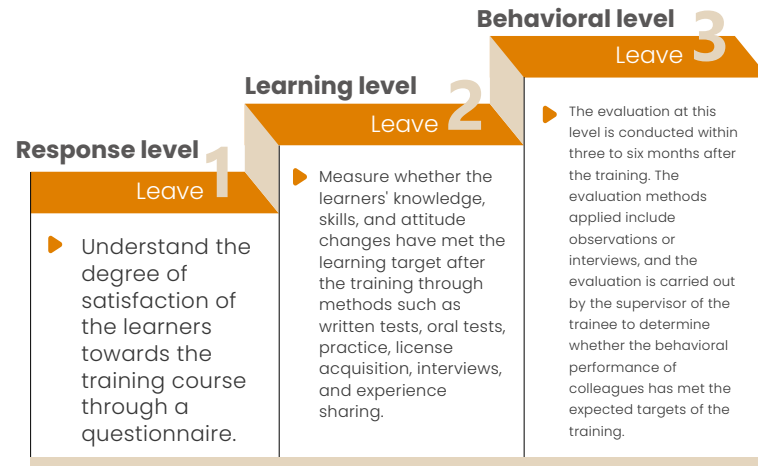 Response level
Leave 1
Understand the
degree of
satisfaction of
the learners
towards the
training course
through a
questionnaire.
Learning level
Leave 2
Measure whether the
learners' knowledge,
skills, and attitude
changes have met the
learning target after
the training through
methods such as
written tests, oral tests,
practice, license
acquisition, interviews,
and experience
sharing.
Behavioral level
Leave 3
The evaluation at this
level is conducted within
three to six months after
the training. The
evaluation methods
applied include
observations or
interviews, and the
evaluation is carried out
by the supervisor of the
trainee to determine
whether the behavioral
performance of
colleagues has met the
expected targets of the
training.